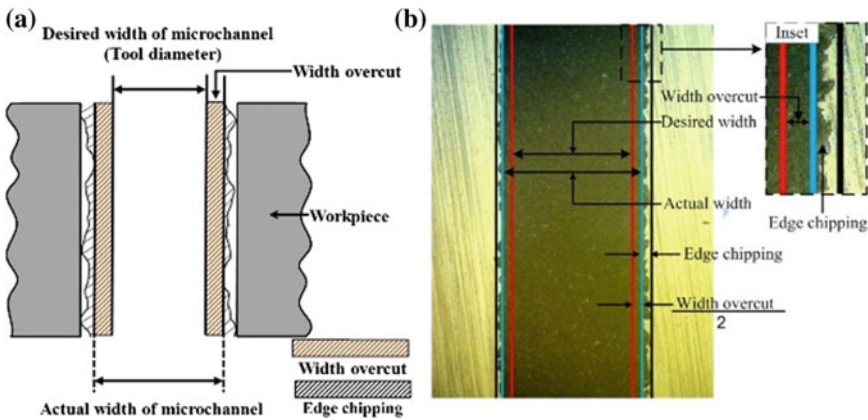 (a)
Desired width of microchannel
(Tool diameter)
Width overcut
Workpiece
Width overcut
Edge chipping
Actual width of microchannel
(b)
Desired width
Actual width
Edge chipping
Width overcut
2
Inset
Width overcut
Edge chipping